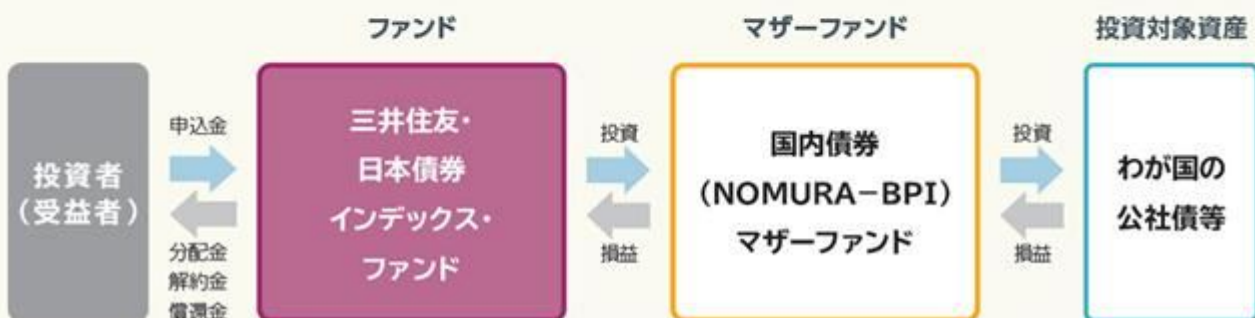 ファンド
マザーファンド
投資対象資産
投資者
（受益者）
申込金
分配金
解約金
償還金
三井住友・
日本債券
インデックス・
ファンド
投資
損益
国内債券
（NOMURA−BPI）
マザーファンド
投資
損益
わが国の
公社債等